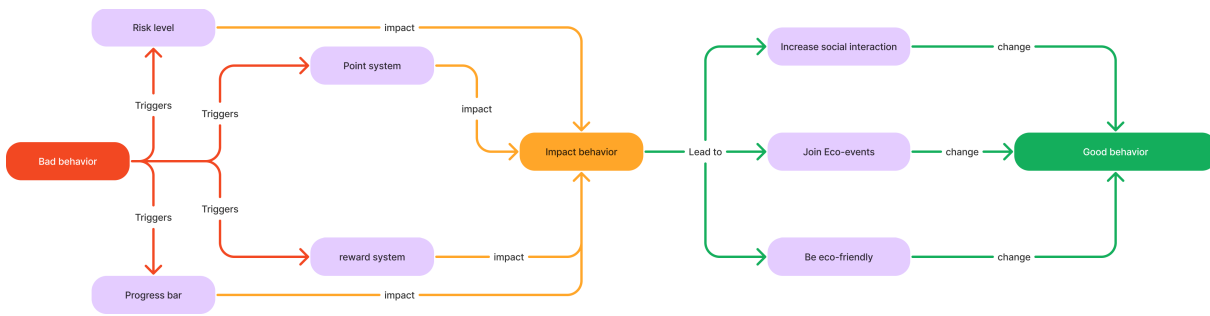 Risk level
impact
Point system
Increase social interaction
change
Triggers
Triggers
impact
Bad behavior
Impact behavior
Lead to
Join Eco-events
change
Good behavior
Triggers
Triggers
reward system
impact
Be eco-friendly
change
Progress bar
impact